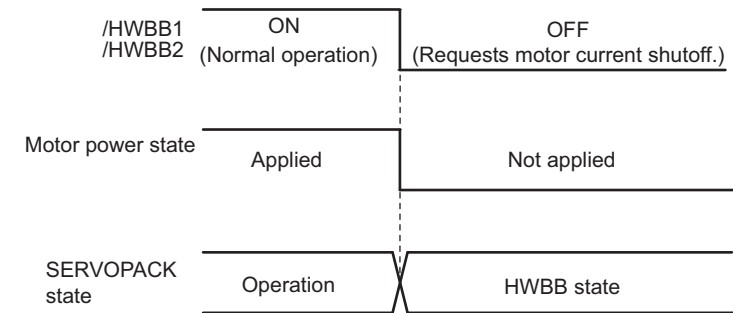 /HWBB1
/HWBB2
ON
(Normal operation)
OFF
(Requests motor current shutoff.)
Motor power state
Applied
Not applied
SERVOPACK
state
Operation
HWBB state